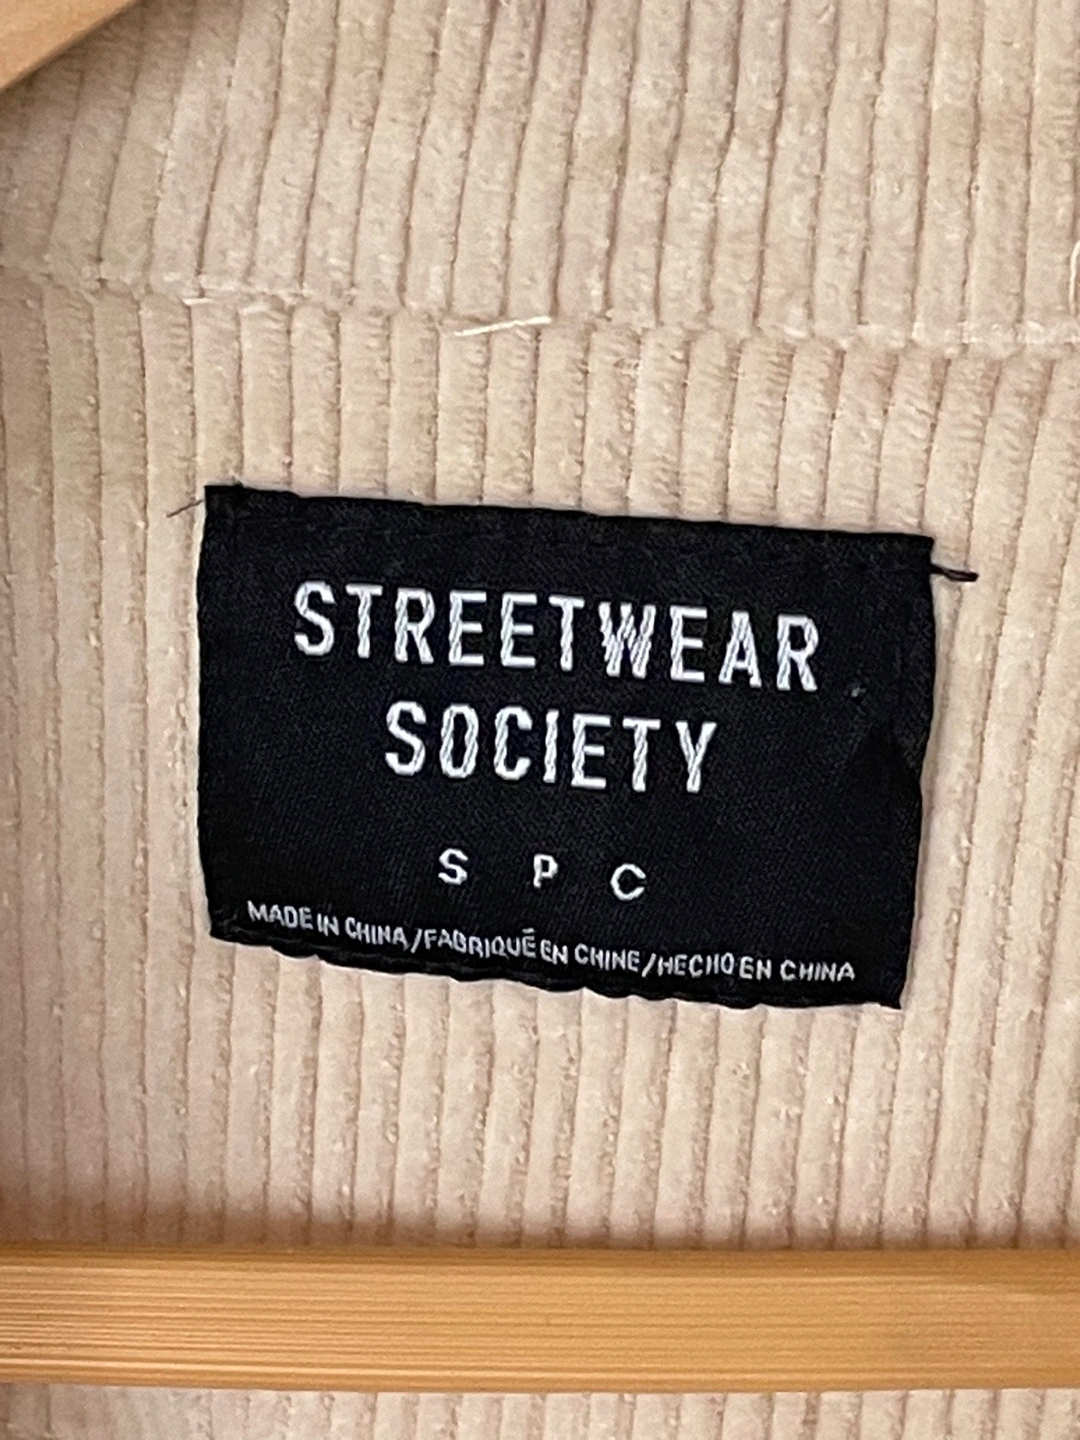 STREETWEAR
SOCIETY
S P C
MADE IN CHINA/FABRIQUÉ EN CHINE/HECHO EN CHINA